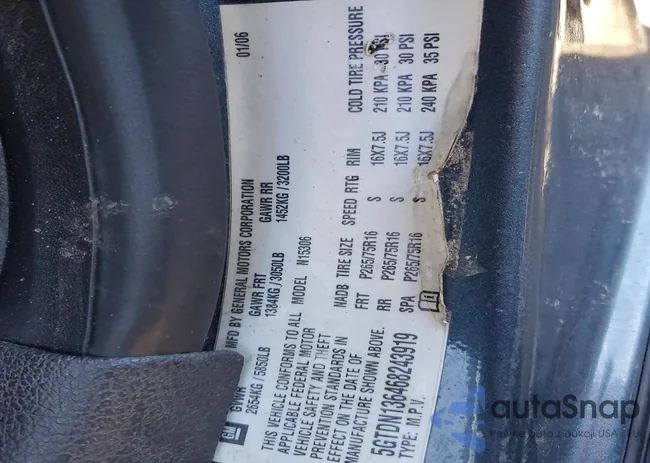 MFD BY GENERAL MOTORS CORPORATION 01/06
GVWR GAWR FRT GAWR RR
2654KG / 5850LB 1384KG / 3050LB 1452KG / 3200LB
THIS VEHICLE CONFORMS TO ALL MODEL N15306
APPLICABLE FEDERAL MOTOR
VEHICLE SAFETY AND THEFT
PREVENTION STANDARDS IN
EFFECT ON THE DATE OF
MANUFACTURE SHOWN ABOVE.
5GTDN136468243919
TYPE: M.P.V.
NADB TIRE SIZE SPEED RTG RIM COLD TIRE PRESSURE
FRT P265/75R16 S 16X7.5J 210 KPA 30 PSI
RR P265/75R16 S 16X7.5J 210 KPA 30 PSI
SPA P265/75R16 S 16X7.5J 240 KPA 35 PSI
GM
autoSnap